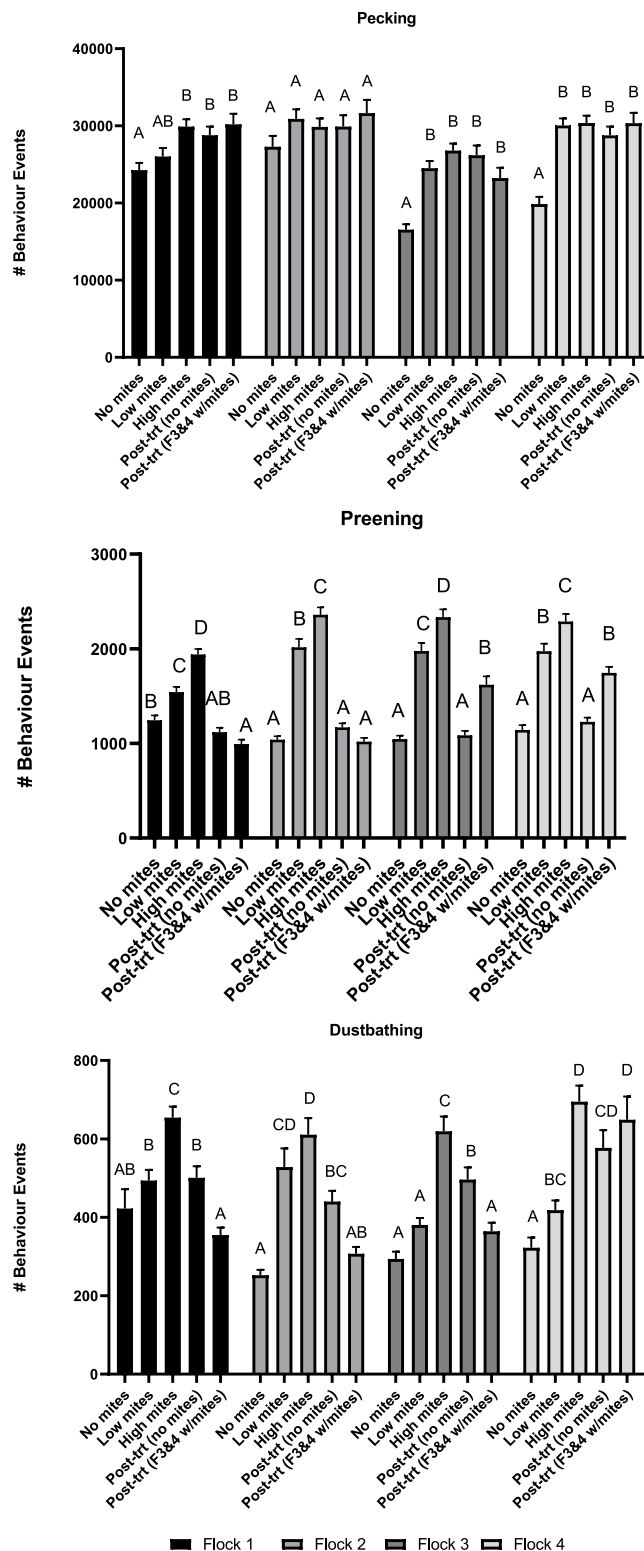 Pecking
# Behaviour Events
40000
30000
20000
10000
0
A
AB
B
B
B
A
A
A
A
A
A
B
B
B
B
A
B
B
B
B
No mites
Low mites
High mites
Post-trt (no mites)
Post-trt (F3&4 w/mites)
No mites
Low mites
High mites
Post-trt (no mites)
Post-trt (F3&4 w/mites)
No mites
Low mites
High mites
Post-trt (no mites)
Post-trt (F3&4 w/mites)
No mites
Low mites
High mites
Post-trt (no mites)
Post-trt (F3&4 w/mites)
Preening
# Behaviour Events
3000
2000
1000
0
B
C
D
AB
A
A
B
C
A
A
A
C
D
A
B
A
B
C
A
B
No mites
Low mites
High mites
Post-trt (no mites)
Post-trt (F3&4 w/mites)
No mites
Low mites
High mites
Post-trt (no mites)
Post-trt (F3&4 w/mites)
No mites
Low mites
High mites
Post-trt (no mites)
Post-trt (F3&4 w/mites)
No mites
Low mites
High mites
Post-trt (no mites)
Post-trt (F3&4 w/mites)
Dustbathing
# Behaviour Events
800
600
400
200
0
AB
B
C
B
A
A
CD
D
BC
AB
A
A
C
B
A
A
BC
D
CD
D
No mites
Low mites
High mites
Post-trt (no mites)
Post-trt (F3&4 w/mites)
No mites
Low mites
High mites
Post-trt (no mites)
Post-trt (F3&4 w/mites)
No mites
Low mites
High mites
Post-trt (no mites)
Post-trt (F3&4 w/mites)
No mites
Low mites
High mites
Post-trt (no mites)
Post-trt (F3&4 w/mites)
Flock 1 Flock 2 Flock 3 Flock 4